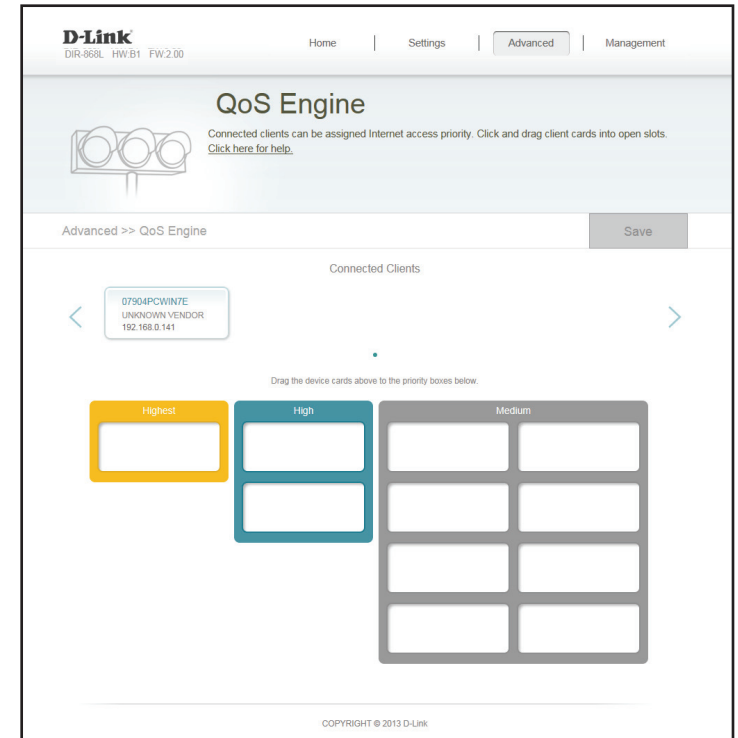 D-Link
DIR-868L HW:B1 FW:2.00
Home
Settings
Advanced
Management
QoS Engine
Connected clients can be assigned Internet access priority. Click and drag client cards into open slots.
Click here for help.
Advanced >> QoS Engine
Save
Connected Clients
07904PCWIN7E
UNKNOWN VENDOR
192.168.0.141
Drag the device cards above to the priority boxes below.
Highest
High
Medium
COPYRIGHT © 2013 D-Link